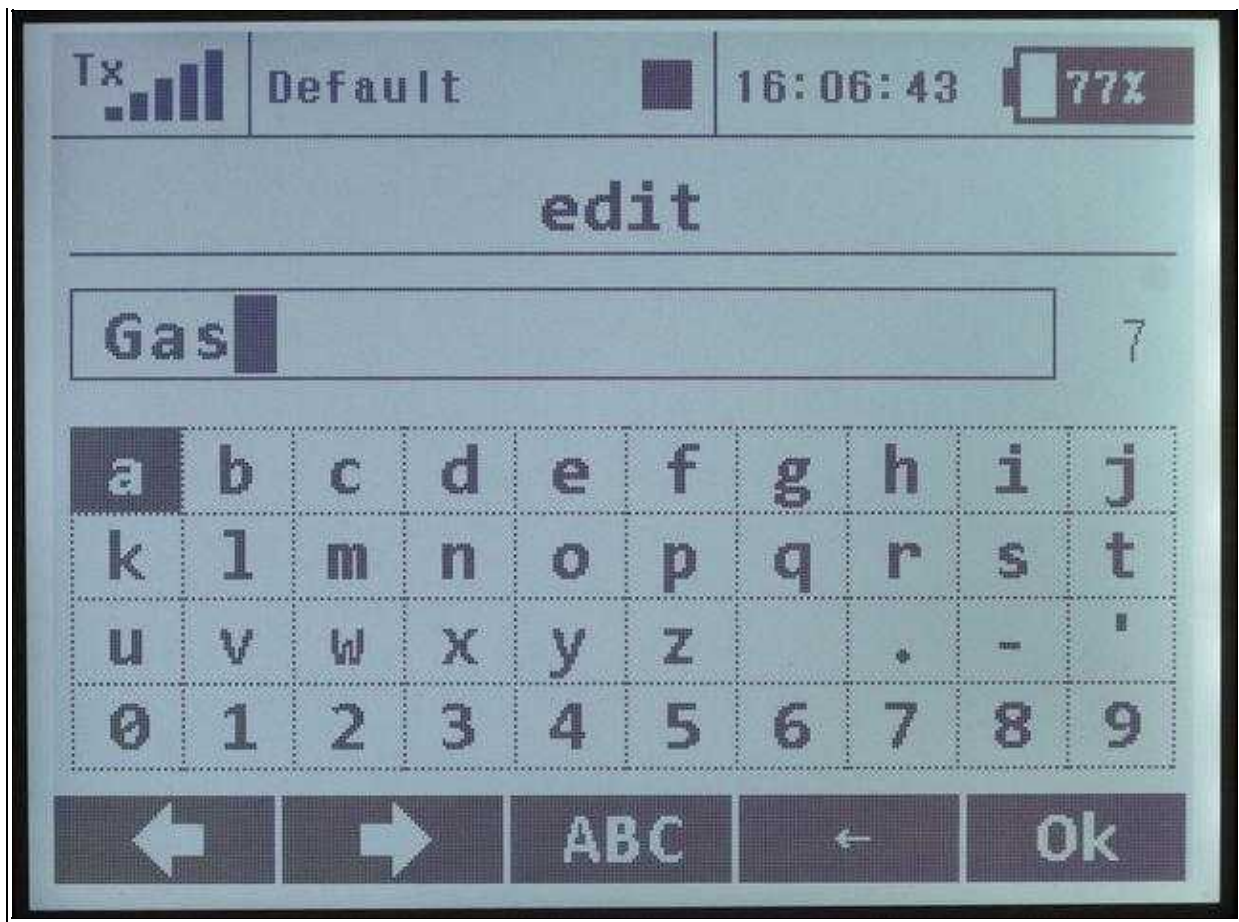 Tx Default 16:06:43 77%
edit
Gas 7
a b c d e f g h i j
k l m n o p q r s t
u v w x y z . - '
0 1 2 3 4 5 6 7 8 9
ABC ← Ok